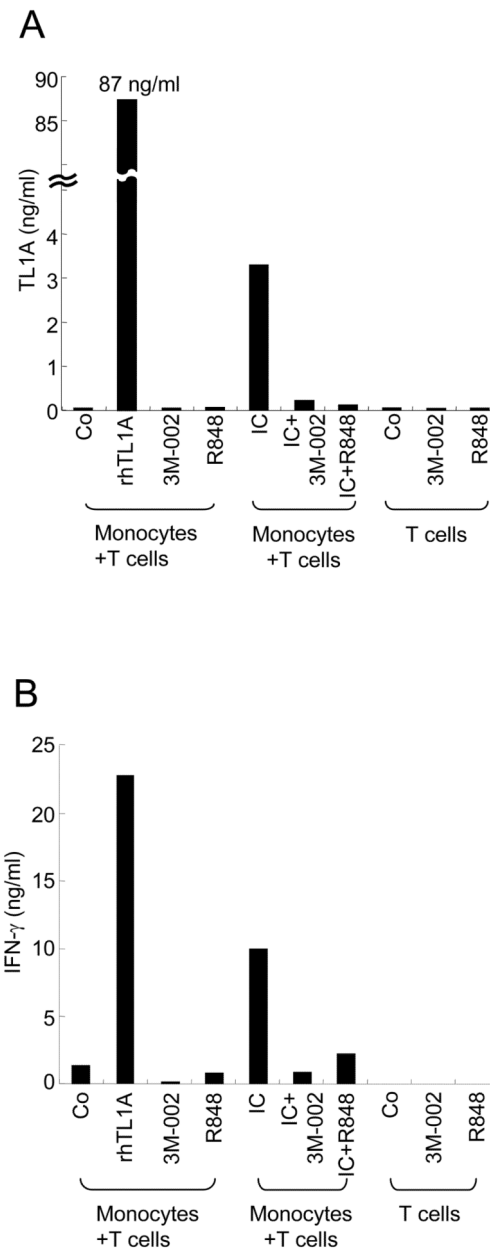 A
90
87 ng/ml
85
4
3
2
1
0
TL1A (ng/ml)
Co
rhTL1A
3M-002
R848
IC
IC+
3M-002
IC+R848
Co
3M-002
R848
Monocytes
+T cells
Monocytes
+T cells
T cells
B
25
20
15
10
5
0
IFN-γ (ng/ml)
Co
rhTL1A
3M-002
R848
IC
IC+
3M-002
IC+R848
Co
3M-002
R848
Monocytes
+T cells
Monocytes
+T cells
T cells